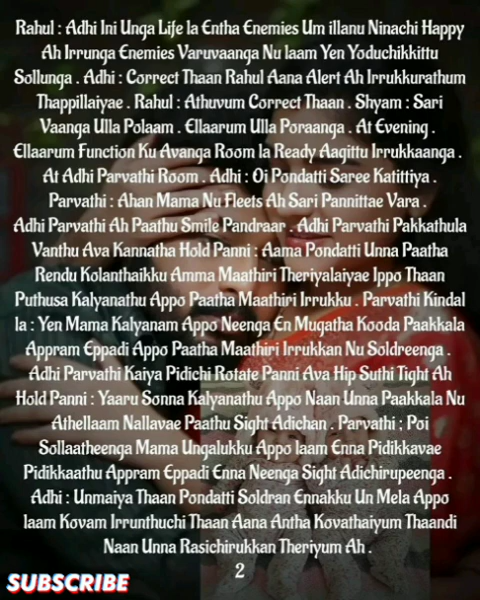 Rahul : Adhi Ini Unga Life la Entha Enemies Um illanu Ninachi Happy
Ah Irrunga Enemies Varuvaanga Nu laam Yen Yoduchikkittu
Sollunga . Adhi : Correct Thaan Rahul Aana Alert Ah Irrukkurathum
Thappillaiyae . Rahul : Athuvum Correct Thaan . Shyam : Sari
Vaanga Ulla Polaam . Ellaarum Ulla Poraanga . At Evening .
Ellaarum Function Ku Avanga Room la Ready Aagittu Irrukkaanga .
At Adhi Parvathi Room . Adhi : Oi Pondatti Saree Katittiya .
Parvathi : Ahan Mama Nu Fleets Ah Sari Pannittae Vara .
Adhi Parvathi Ah Paathu Smile Pandraar . Adhi Parvathi Pakkathula
Vanthu Ava Kannatha Hold Panni : Aama Pondatti Unna Paatha
Rendu Kolanthaikku Amma Maathiri Theriyalaiyae Ippo Thaan
Puthusa Kalyanathu Appo Paatha Maathiri Irrukku . Parvathi Kindal
la : Yen Mama Kalyanam Appo Neenga En Mugatha Kooda Paakkala
Appram Eppadi Appo Paatha Maathiri Irrukkan Nu Soldreenga .
Adhi Parvathi Kaiya Pidichi Rotate Panni Ava Hip Suthi Tight Ah
Hold Panni : Yaaru Sonna Kalyanathu Appo Naan Unna Paakkala Nu
Athellaam Nallavae Paathu Sight Adichan . Parvathi : Poi
Sollaatheenga Mama Ungalukku Appo laam Enna Pidikkavae
Pidikkaathu Appram Eppadi Enna Neenga Sight Adichirupeenga .
Adhi : Unmaiya Thaan Pondatti Soldran Ennakku Un Mela Appo
laam Kovam Irrunthuchi Thaan Aana Antha Kovathaiyum Thaandi
Naan Unna Rasichirukkan Theriyum Ah .
2
SUBSCRIBE